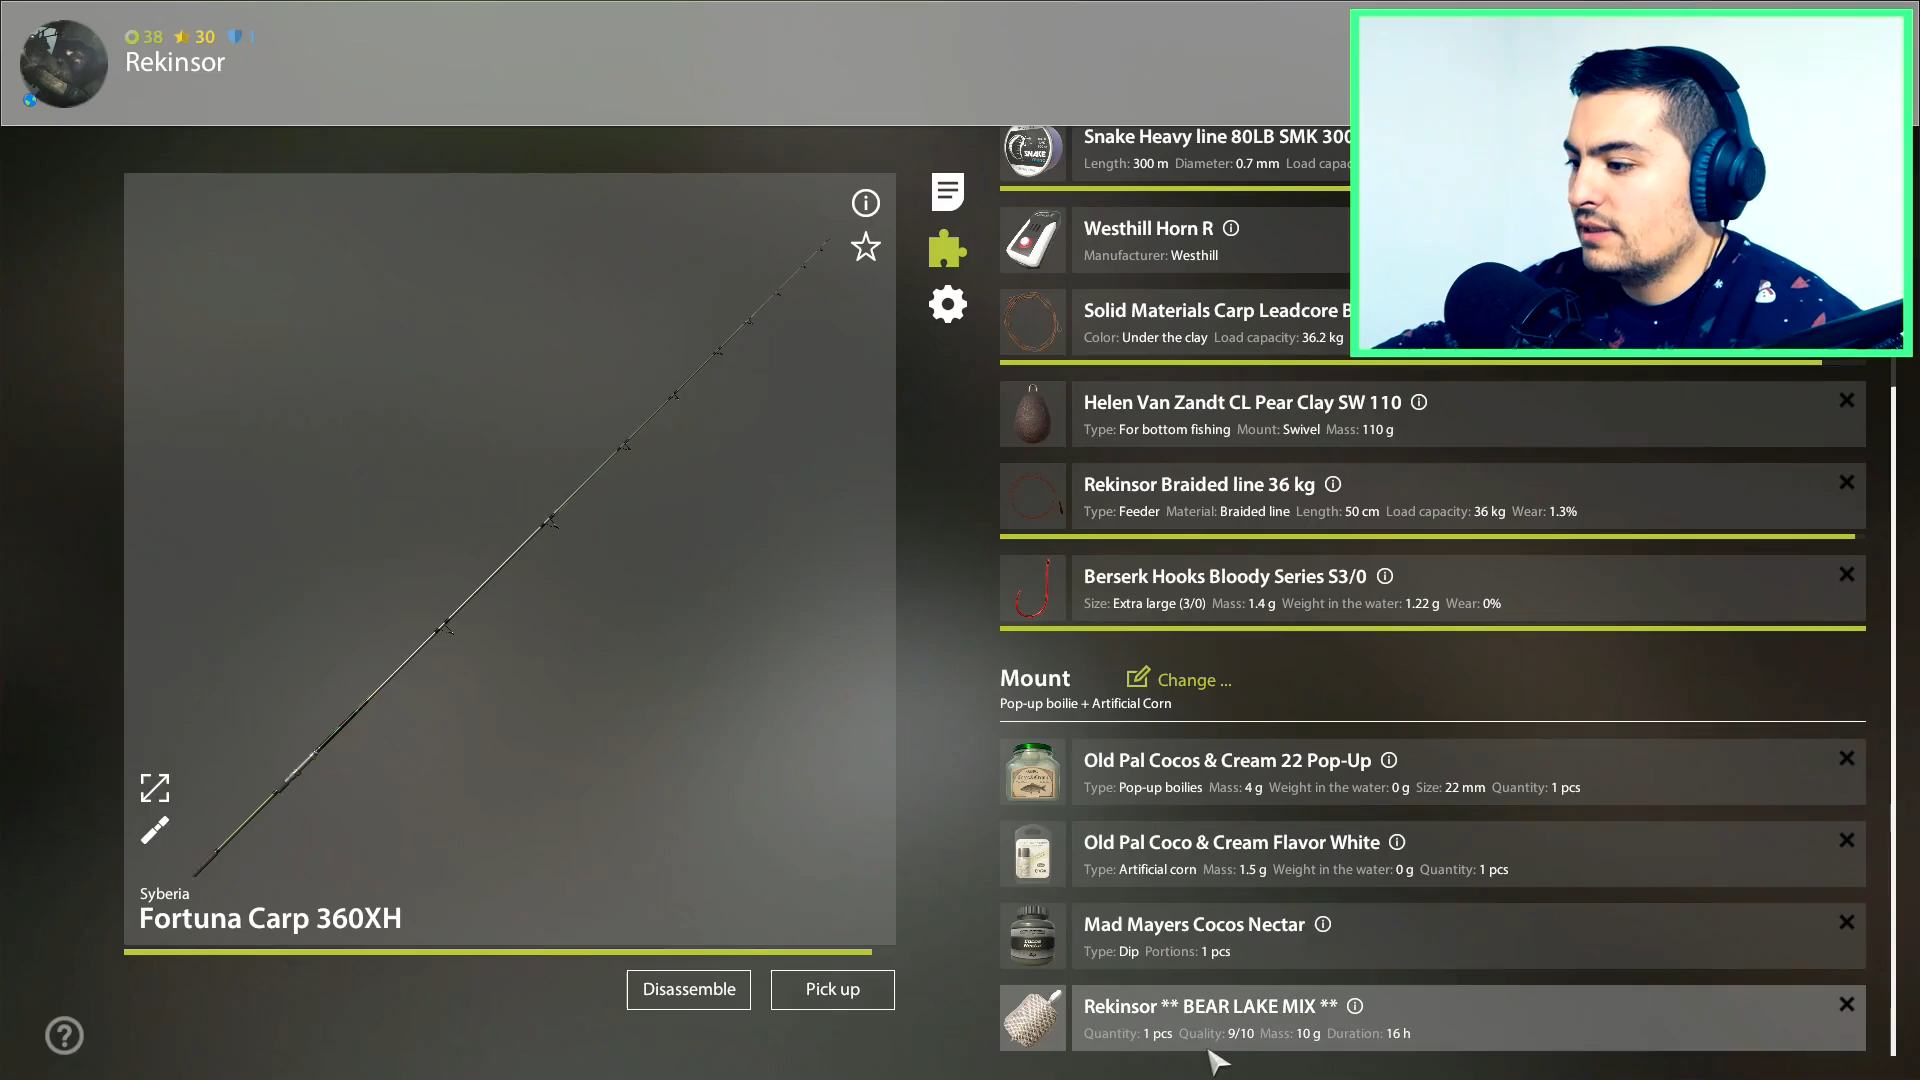 38 30 1
Rekinsor
Snake Heavy line 80LB SMK 300
Length: 300 m Diameter: 0.7 mm Load capac
SNAKE
Westhill Horn R
Manufacturer: Westhill
Solid Materials Carp Leadcore B
Color: Under the clay Load capacity: 36.2 kg
Helen Van Zandt CL Pear Clay SW 110
Type: For bottom fishing Mount: Swivel Mass: 110 g
Rekinsor Braided line 36 kg
Type: Feeder Material: Braided line Length: 50 cm Load capacity: 36 kg Wear: 1.3%
Berserk Hooks Bloody Series S3/0
Size: Extra large (3/0) Mass: 1.4 g Weight in the water: 1.22 g Wear: 0%
Mount Change ...
Pop-up boilie + Artificial Corn
Old Pal Cocos & Cream 22 Pop-Up
Type: Pop-up boilies Mass: 4 g Weight in the water: 0 g Size: 22 mm Quantity: 1 pcs
Old Pal Coco & Cream Flavor White
Type: Artificial corn Mass: 1.5 g Weight in the water: 0 g Quantity: 1 pcs
Mad Mayers Cocos Nectar
Type: Dip Portions: 1 pcs
Rekinsor ** BEAR LAKE MIX **
Quantity: 1 pcs Quality: 9/10 Mass: 10 g Duration: 16 h
Syberia
Fortuna Carp 360XH
Disassemble Pick up